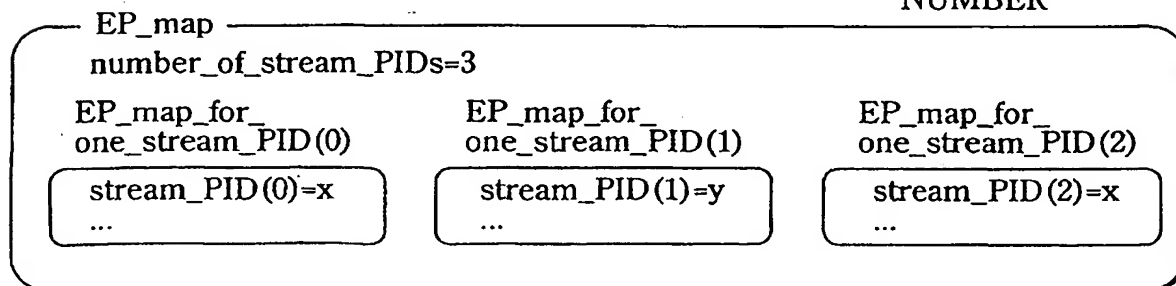 NUMBER
EP_map
number_of_stream_PIDs=3
EP_map_for_
one_stream_PID(0)
EP_map_for_
one_stream_PID(1)
EP_map_for_
one_stream_PID(2)
stream_PID(0)=x
...
stream_PID(1)=y
...
stream_PID(2)=x
...